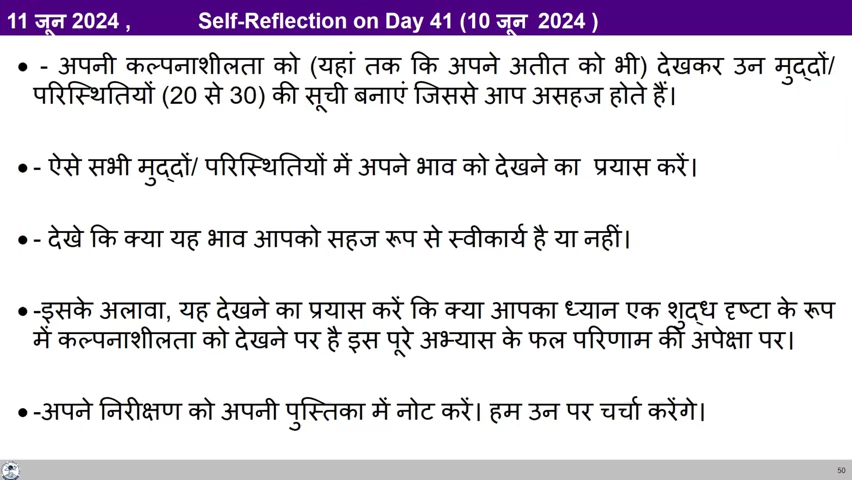 11 जून 2024 , Self-Reflection on Day 41 (10 जून 2024 )
• - अपनी कल्पनाशीलता को (यहां तक कि अपने अतीत को भी) देखकर उन मुद्दों/
परिस्थितियों (20 से 30) की सूची बनाएं जिससे आप असहज होते हैं।
• - ऐसे सभी मुद्दों/ परिस्थितियों में अपने भाव को देखने का प्रयास करें।
• - देखे कि क्या यह भाव आपको सहज रूप से स्वीकार्य है या नहीं।
• -इसके अलावा, यह देखने का प्रयास करें कि क्या आपका ध्यान एक शुद्ध दृष्टा के रूप
में कल्पनाशीलता को देखने पर है इस पूरे अभ्यास के फल परिणाम की अपेक्षा पर।
• -अपने निरीक्षण को अपनी पुस्तिका में नोट करें। हम उन पर चर्चा करेंगे।
50